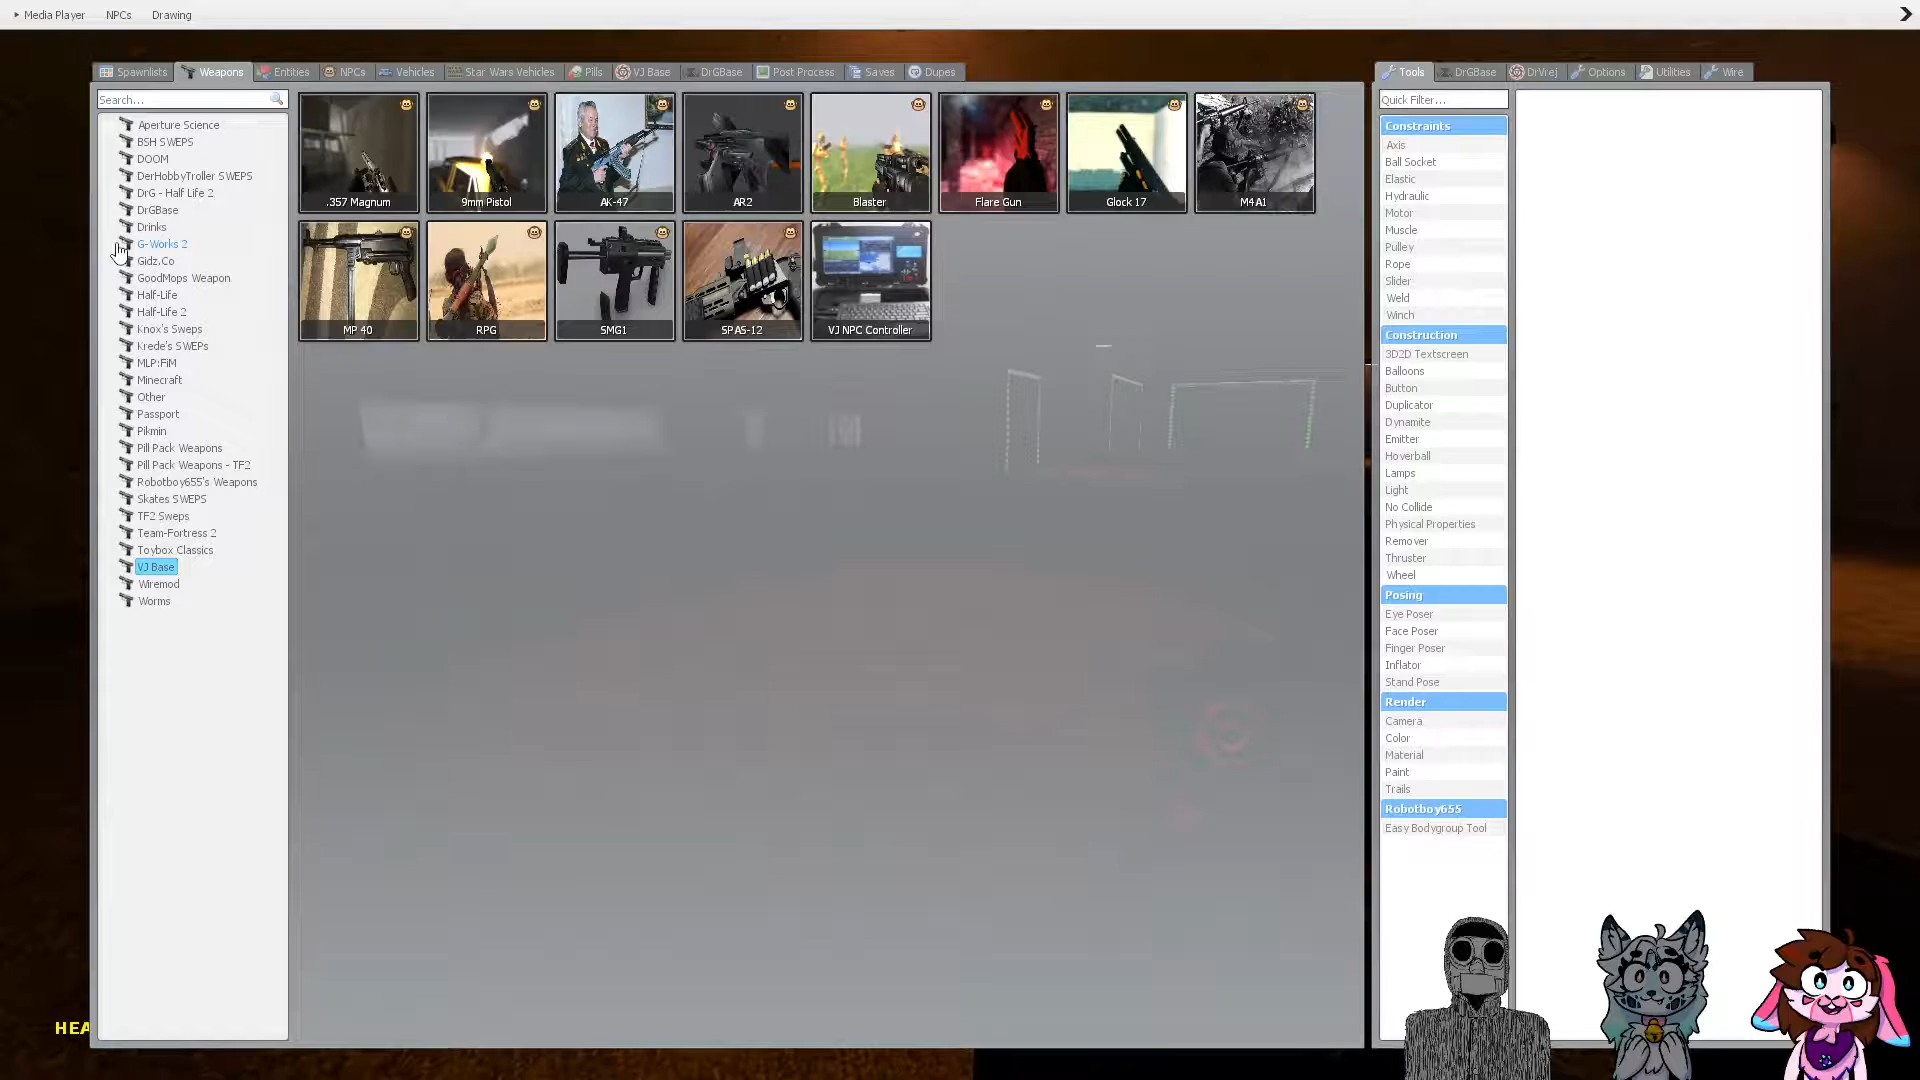 Media Player NPCs Drawing
Spawnlists Weapons Entities NPCs Vehicles Star Wars Vehicles Pills VJ Base DrGBase Post Process Saves Dupes
Tools DrGBase DrVrej Options Utilities Wire
Search...
Aperture Science
BSH SWEPS
DOOM
DerHobbyTroller SWEPS
DrG - Half Life 2
DrGBase
Drinks
G-Works 2
Gidz.Co
GoodMops Weapon
Half-Life
Half-Life 2
Knox's Sweps
Krede's SWEPs
MLP:FiM
Minecraft
Other
Passport
Pikmin
Pill Pack Weapons
Pill Pack Weapons - TF2
Robotboy655's Weapons
Skates SWEPS
TF2 Sweps
Team-Fortress 2
Toybox Classics
VJ Base
Wiremod
Worms
.357 Magnum 9mm Pistol AK-47 AR2 Blaster Flare Gun Glock 17 M4A1
MP 40 RPG SMG1 SPAS-12 VJ NPC Controller
Quick Filter...
Constraints
Axis
Ball Socket
Elastic
Hydraulic
Motor
Muscle
Pulley
Rope
Slider
Weld
Winch
Construction
3D2D Textscreen
Balloons
Button
Duplicator
Dynamite
Emitter
Hoverball
Lamps
Light
No Collide
Physical Properties
Remover
Thruster
Wheel
Posing
Eye Poser
Face Poser
Finger Poser
Inflator
Stand Pose
Render
Camera
Color
Material
Paint
Trails
Robotboy655
Easy Bodygroup Tool
HEA